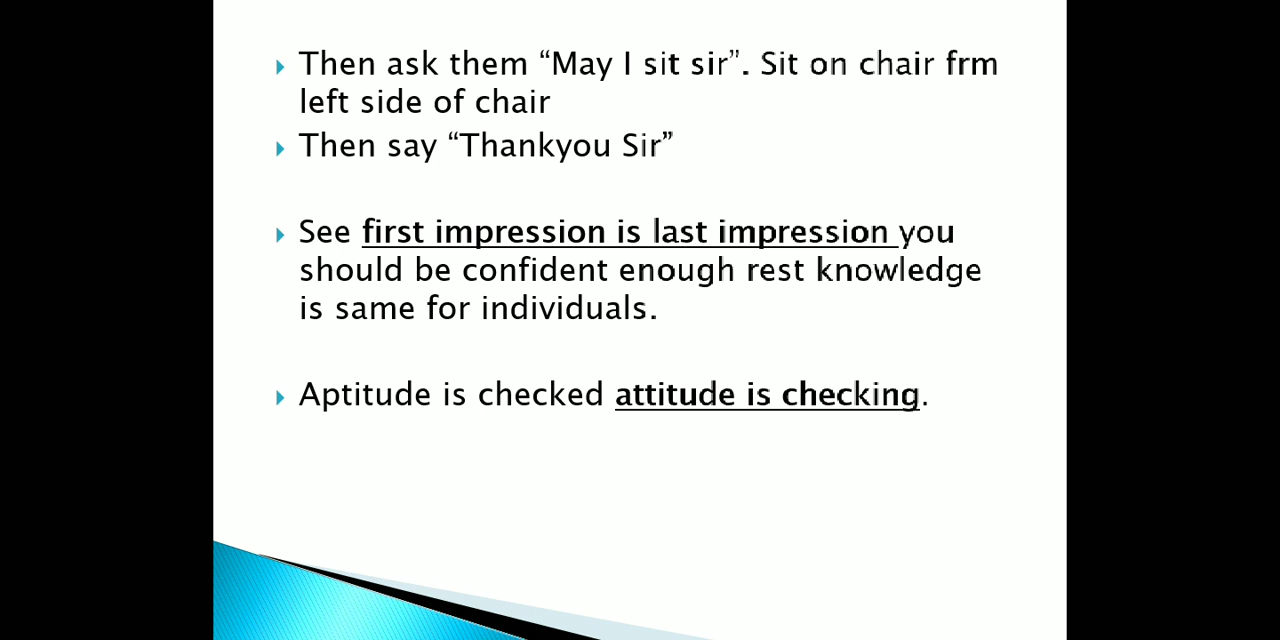 Then ask them “May I sit sir”. Sit on chair frm
left side of chair
Then say “Thankyou Sir”
See first impression is last impression you
should be confident enough rest knowledge
is same for individuals.
Aptitude is checked attitude is checking.